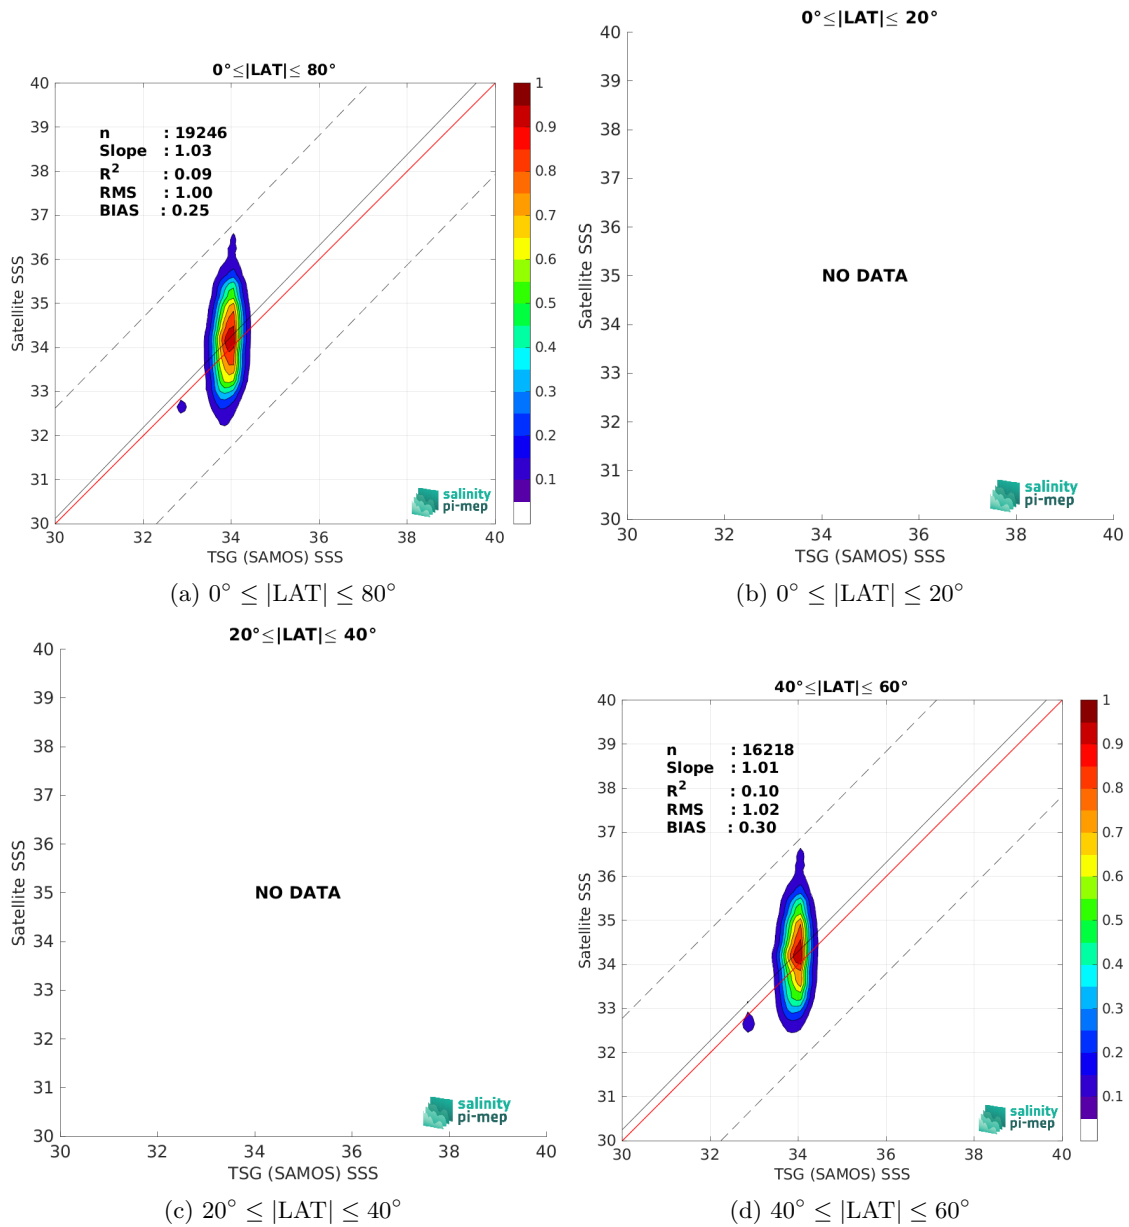 0°≤|LAT|≤ 80°
40
39
38
37
36
35
34
33
32
31
30
Satellite SSS
n : 19246
Slope : 1.03
R² : 0.09
RMS : 1.00
BIAS : 0.25
salinity
pi-mep
30 32 34 36 38 40
TSG (SAMOS) SSS
1
0.9
0.8
0.7
0.6
0.5
0.4
0.3
0.2
0.1
(a) 0° ≤ |LAT| ≤ 80°
0°≤|LAT|≤ 20°
40
39
38
37
36
35
34
33
32
31
30
Satellite SSS
NO DATA
salinity
pi-mep
30 32 34 36 38 40
TSG (SAMOS) SSS
(b) 0° ≤ |LAT| ≤ 20°
20°≤|LAT|≤ 40°
40
39
38
37
36
35
34
33
32
31
30
Satellite SSS
NO DATA
salinity
pi-mep
30 32 34 36 38 40
TSG (SAMOS) SSS
(c) 20° ≤ |LAT| ≤ 40°
40°≤|LAT|≤ 60°
40
39
38
37
36
35
34
33
32
31
30
Satellite SSS
n : 16218
Slope : 1.01
R² : 0.10
RMS : 1.02
BIAS : 0.30
salinity
pi-mep
30 32 34 36 38 40
TSG (SAMOS) SSS
1
0.9
0.8
0.7
0.6
0.5
0.4
0.3
0.2
0.1
(d) 40° ≤ |LAT| ≤ 60°